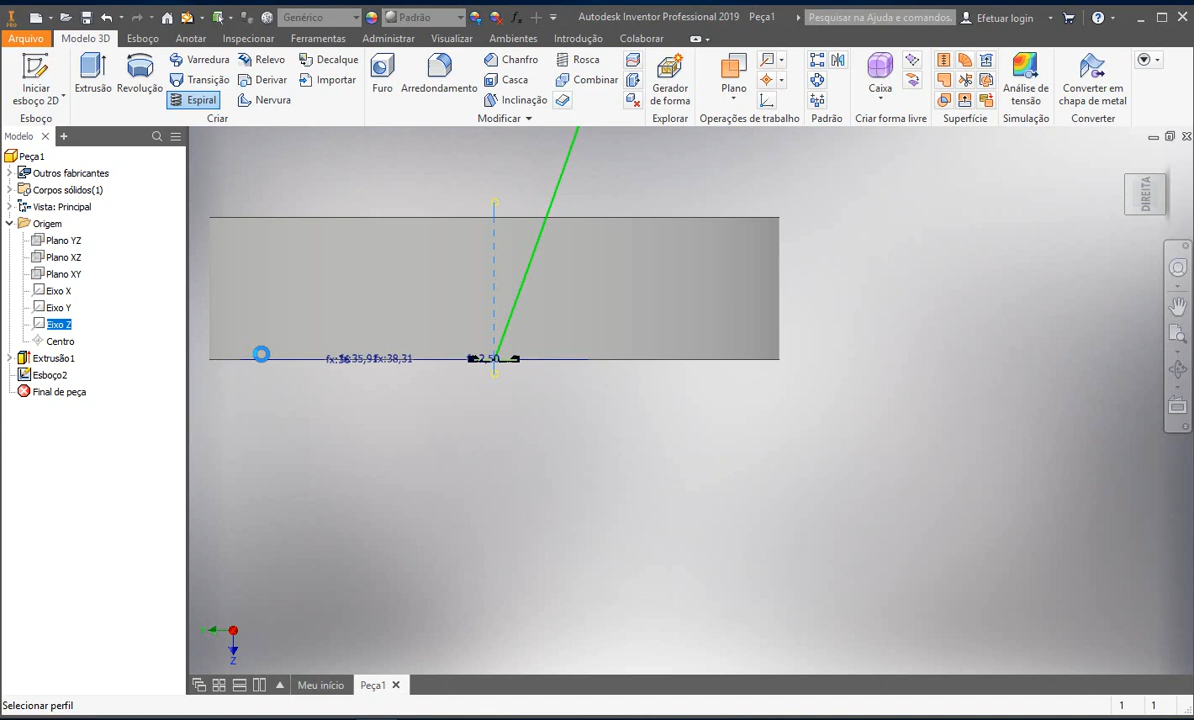 PRO
Genérico
Padrão
Autodesk Inventor Professional 2019 Peça1
Pesquisar na Ajuda e comandos.
Efetuar login
Arquivo
Modelo 3D
Esboço
Anotar
Inspecionar
Ferramentas
Administrar
Visualizar
Ambientes
Introdução
Colaborar
Iniciar
esboço 2D
Esboço
Extrusão
Revolução
Varredura
Transição
Espiral
Relevo
Derivar
Nervura
Decalque
Importar
Criar
Furo
Arredondamento
Chanfro
Casca
Inclinação
Rosca
Combinar
Modificar
Gerador
de forma
Explorar
Plano
Operações de trabalho
Padrão
Caixa
Criar forma livre
Superfície
Análise de
tensão
Simulação
Converter em
chapa de metal
Converter
Modelo
Peça1
Outros fabricantes
Corpos sólidos(1)
Vista: Principal
Origem
Plano YZ
Plano XZ
Plano XY
Eixo X
Eixo Y
Eixo Z
Centro
Extrusão1
Esboço2
Final de peça
DIREITA
fx:38,31
Z
Meu início
Peça1
Selecionar perfil
1 1